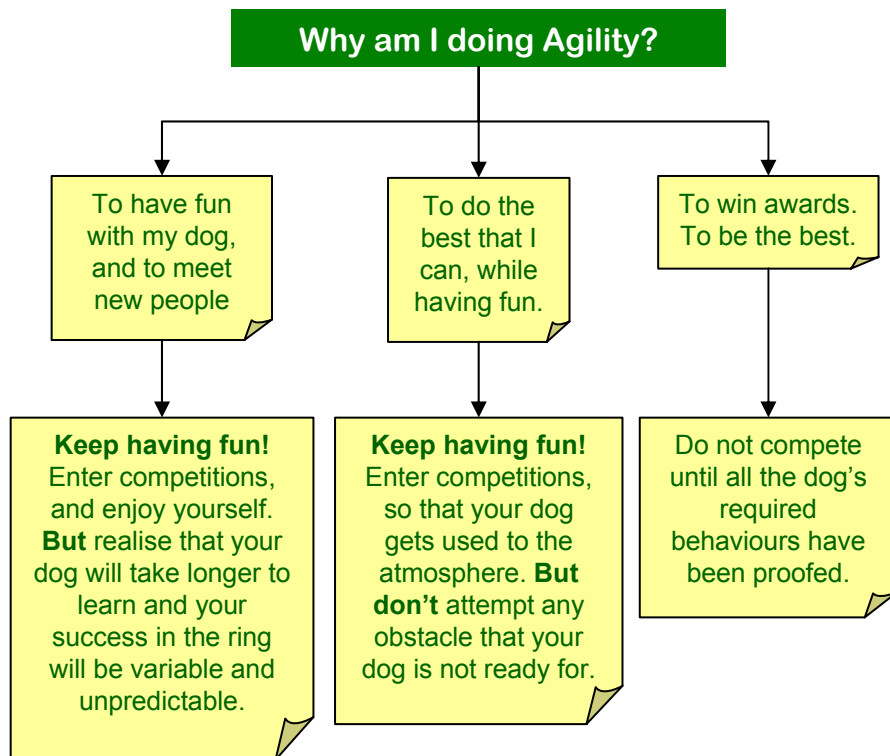 Why am I doing Agility?
To have fun
with my dog,
and to meet
new people
To do the
best that I
can, while
having fun.
To win awards.
To be the best.
Keep having fun!
Enter competitions,
and enjoy yourself.
But realise that your
dog will take longer to
learn and your
success in the ring
will be variable and
unpredictable.
Keep having fun!
Enter competitions,
so that your dog
gets used to the
atmosphere. But
don't attempt any
obstacle that your
dog is not ready for.
Do not compete
until all the dog's
required
behaviours have
been proofed.